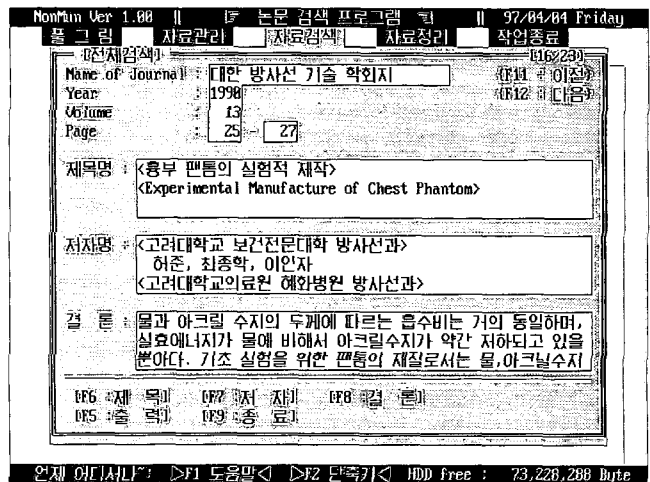 NonMun Ver 1.00 || ☞ 논문 검색 프로그램 ☜ || 97/04/04 Friday
풀 그 림 자료관리 자료검색 자료정리 작업종료
[전체검색] [16/23]
Name of Journal : 대한 방사선 기술 학회지 [F11 : 이전]
Year : 1990 [F12 : 다음]
Volume : 13
Page : 25 - 27
제목명 : <흉부 팬톰의 실험적 제작>
<Experimental Manufacture of Chest Phantom>
저자명 : <고려대학교 보건전문대학 방사선과>
허준, 최종학, 이인자
<고려대학교의료원 혜화병원 방사선과>
결 론 : 물과 아크릴 수지의 두께에 따르는 흡수비는 거의 동일하며,
실효에너지가 물에 비해서 아크릴수지가 약간 저하되고 있을
뿐아다. 기초 실험을 위한 팬톰의 재질로서는 물,아크닐수지
[F6 :제 목] [F7 :저 자] [F8 :결 론]
[F5 :출 력] [F9 :종 료]
언제 어디서나~: ▷F1 도움말◁ ▷F2 단축키◁ HDD free : 73,228,288 Byte